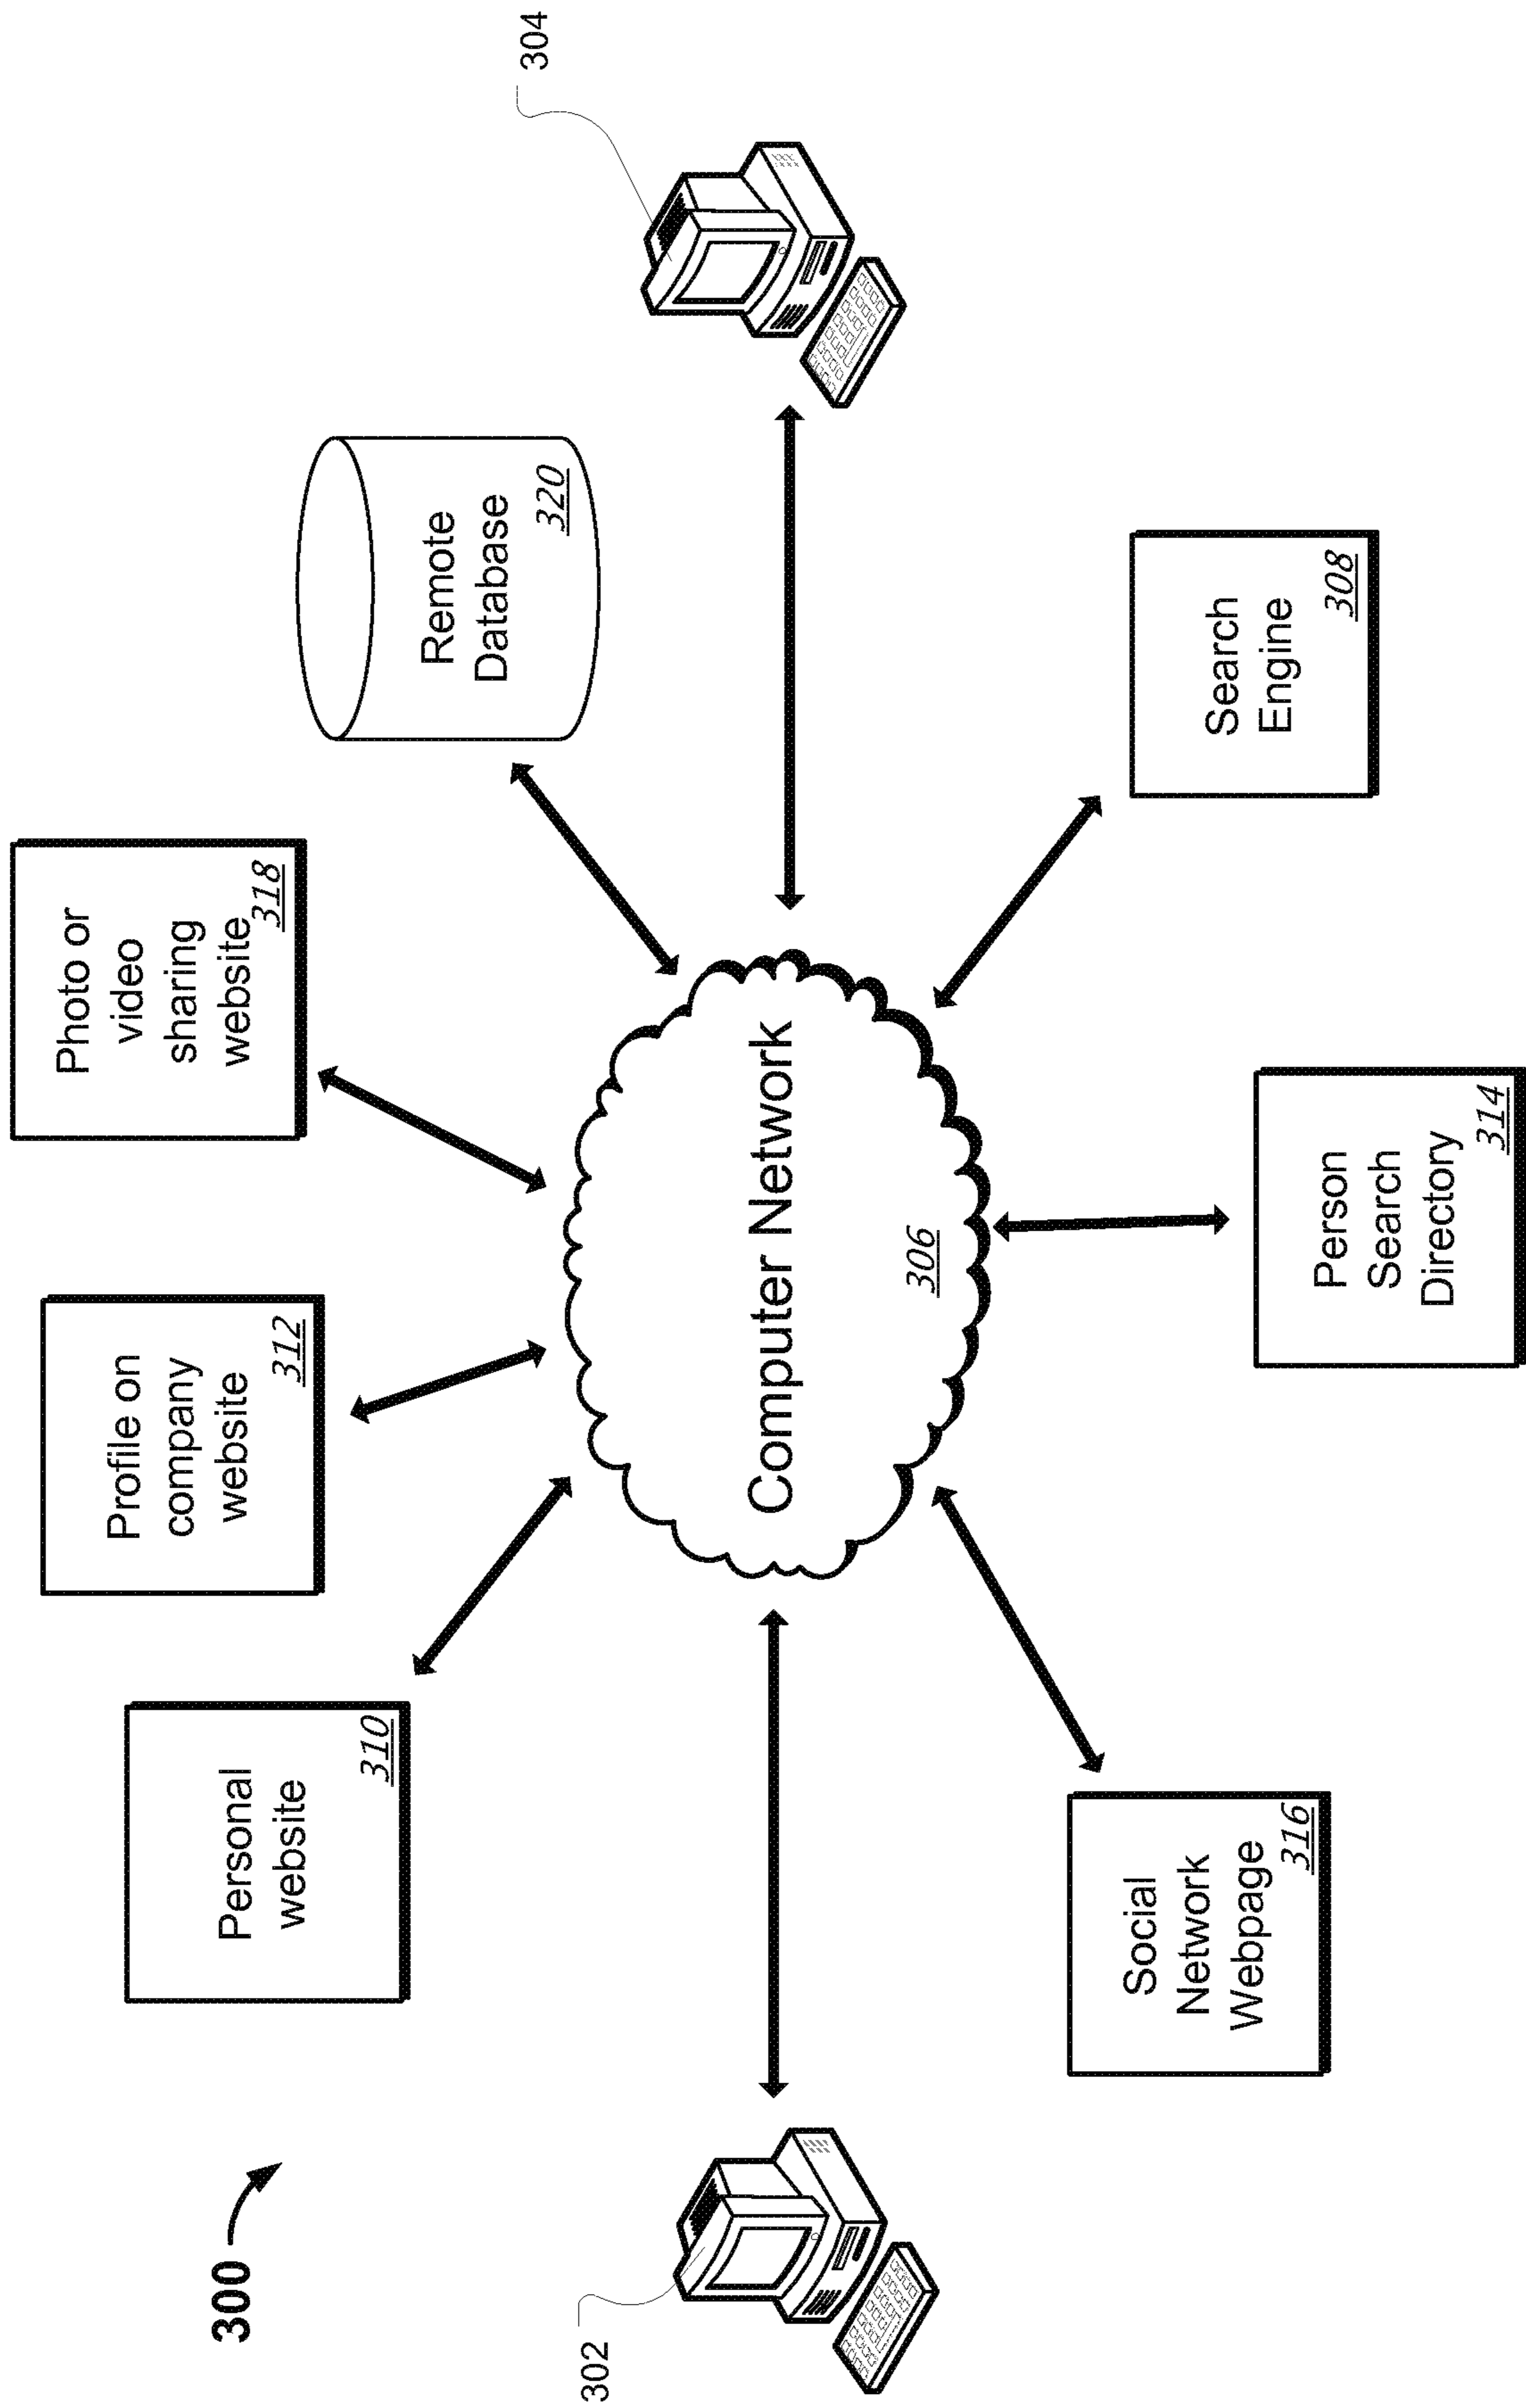 300
Personal
website
310
Profile on
company
website
312
Photo or
video
sharing
website
318
Remote
Database
320
304
302
Computer Network
306
Social
Network
Webpage
316
Person
Search
Directory
314
Search
Engine
308